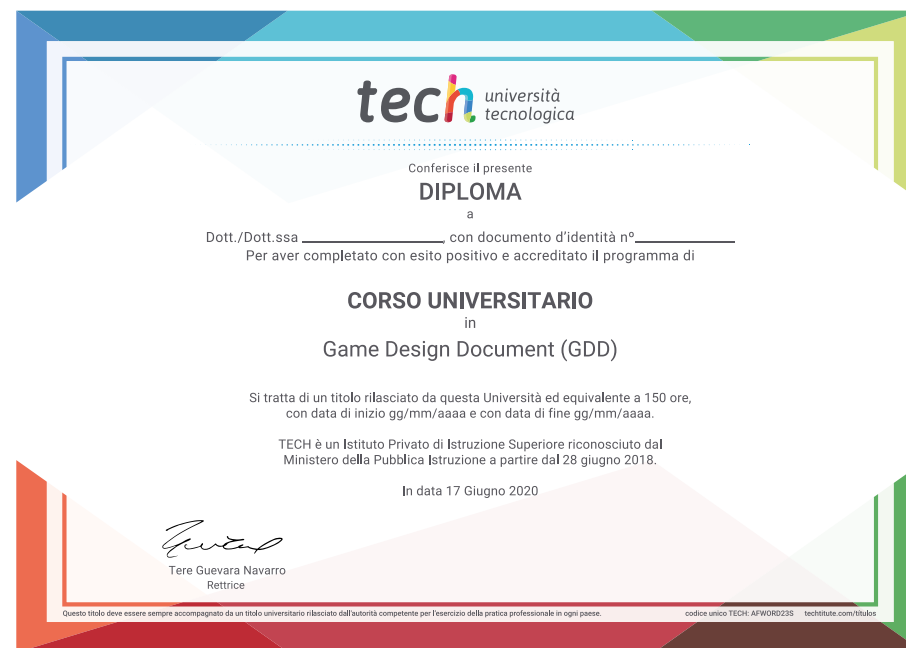 tech università
tecnologica
Conferisce il presente
DIPLOMA
a
Dott./Dott.ssa ________________, con documento d'identità nº____________
Per aver completato con esito positivo e accreditato il programma di
CORSO UNIVERSITARIO
in
Game Design Document (GDD)
Si tratta di un titolo rilasciato da questa Università ed equivalente a 150 ore,
con data di inizio gg/mm/aaaa e con data di fine gg/mm/aaaa.
TECH è un Istituto Privato di Istruzione Superiore riconosciuto dal
Ministero della Pubblica Istruzione a partire dal 28 giugno 2018.
In data 17 Giugno 2020
Tere Guevara Navarro
Rettrice
Questo titolo deve essere sempre accompagnato da un titolo universitario rilasciato dall'autorità competente per l'esercizio della pratica professionale in ogni paese. codice unico TECH: AFWORD23S techtitute.com/títulos